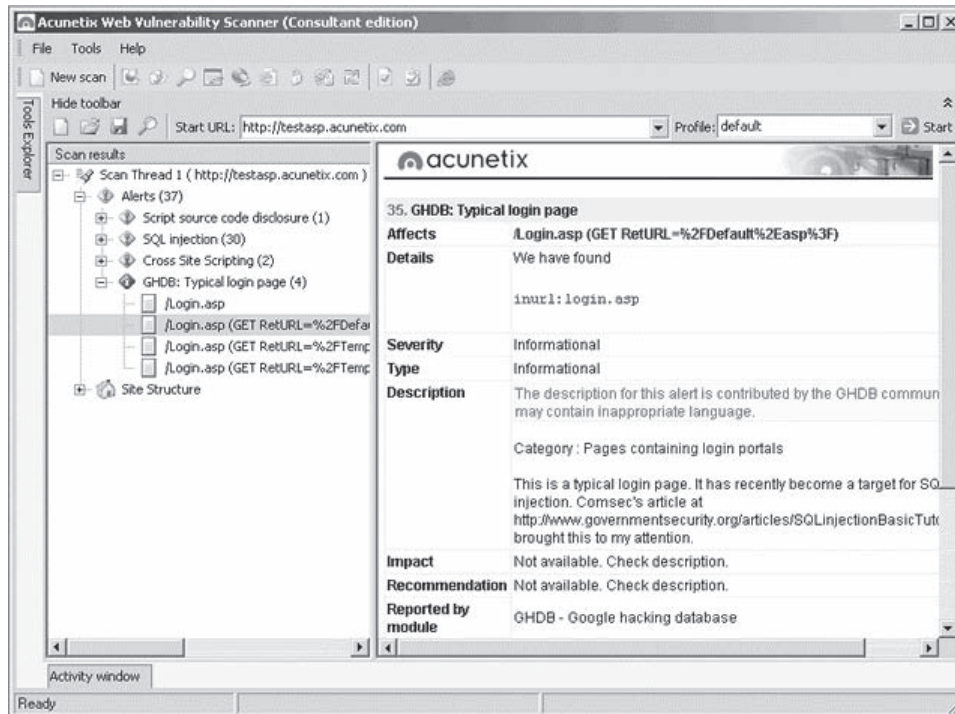 Acunetix Web Vulnerability Scanner (Consultant edition)
File Tools Help
New scan
Tools Explorer
Hide toolbar
Start URL: http://testasp.acunetix.com
Profile: default
Start
Scan results
Scan Thread 1 ( http://testasp.acunetix.com )
Alerts (37)
Script source code disclosure (1)
SQL injection (30)
Cross Site Scripting (2)
GHDB: Typical login page (4)
/Login.asp
/Login.asp (GET RetURL=%2FDefa
/Login.asp (GET RetURL=%2FTemp
/Login.asp (GET RetURL=%2FTemp
Site Structure
acunetix
35. GHDB: Typical login page
Affects /Login.asp (GET RetURL=%2FDefault%2Easp%3F)
Details We have found
inurl:login.asp
Severity Informational
Type Informational
Description The description for this alert is contributed by the GHDB commun
may contain inappropriate language.
Category : Pages containing login portals
This is a typical login page. It has recently become a target for SQ
injection. Comsec's article at
http://www.governmentsecurity.org/articles/SQLinjectionBasicTuto
brought this to my attention.
Impact Not available. Check description.
Recommendation Not available. Check description.
Reported by
module GHDB - Google hacking database
Activity window
Ready